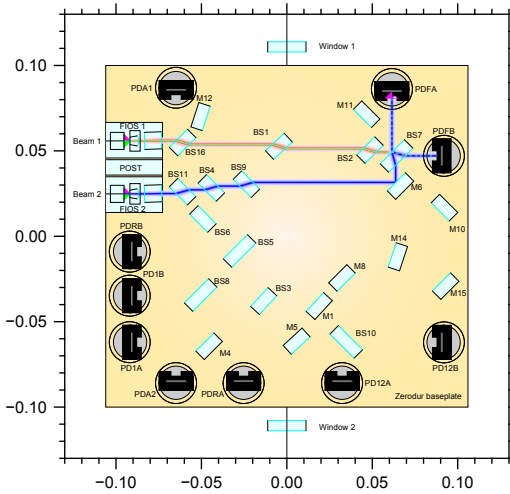 Window 1
0.10
PDA1
PDFA
M12
M11
FIOS 1
Beam 1
BS16
BS1
BS2
BS7
PDFB
0.05
POST
BS11
BS4
BS9
Beam 2
FIOS 2
M6
M10
PDRB
BS6
0.00
BS5
M14
PD1B
M8
BS8
BS3
M15
−0.05
M1
PD1A
M4
M5
BS10
PD12B
PDA2
PDRA
PD12A
Zerodur baseplate
−0.10
Window 2
−0.10
−0.05
0.00
0.05
0.10